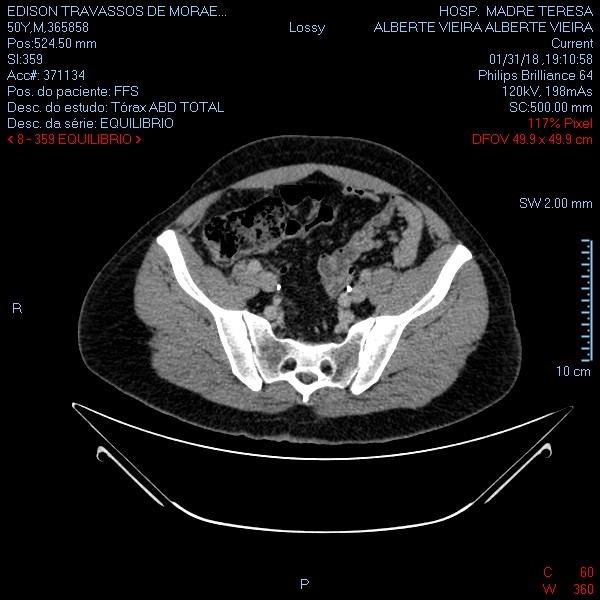 EDISON TRAVASSOS DE MORAE...
50Y,M,365858
Pos:524.50 mm
Sl:359
Acc#: 371134
Pos. do paciente: FFS
Desc. do estudo: Tórax ABD TOTAL
Desc. da série: EQUILIBRIO
< 8 - 359 EQUILIBRIO >
Lossy
HOSP. MADRE TERESA
ALBERTE VIEIRA ALBERTE VIEIRA
Current
01/31/18 ,19:10:58
Philips Brilliance 64
120kV, 198mAs
SC:500.00 mm
117% Pixel
DFOV 49.9 x 49.9 cm
SW 2.00 mm
R
10 cm
P
C 60
W 360